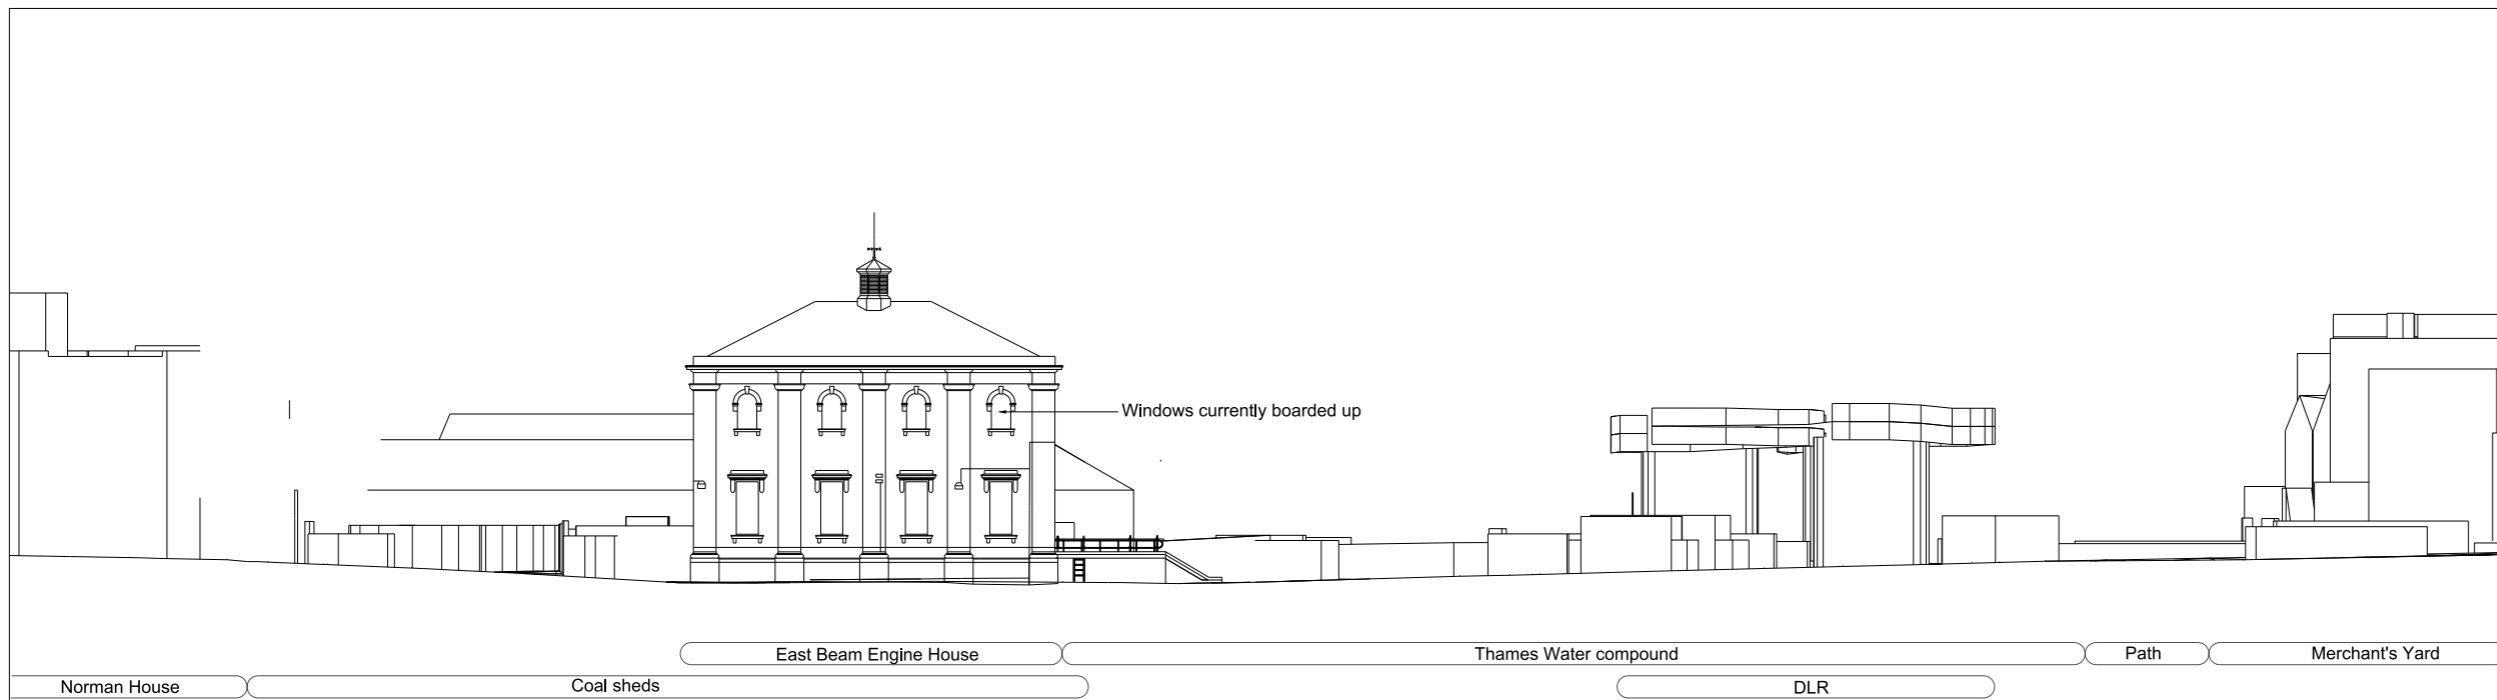 Windows currently boarded up
East Beam Engine House
Thames Water compound
Path
Merchant's Yard
Norman House
Coal sheds
DLR